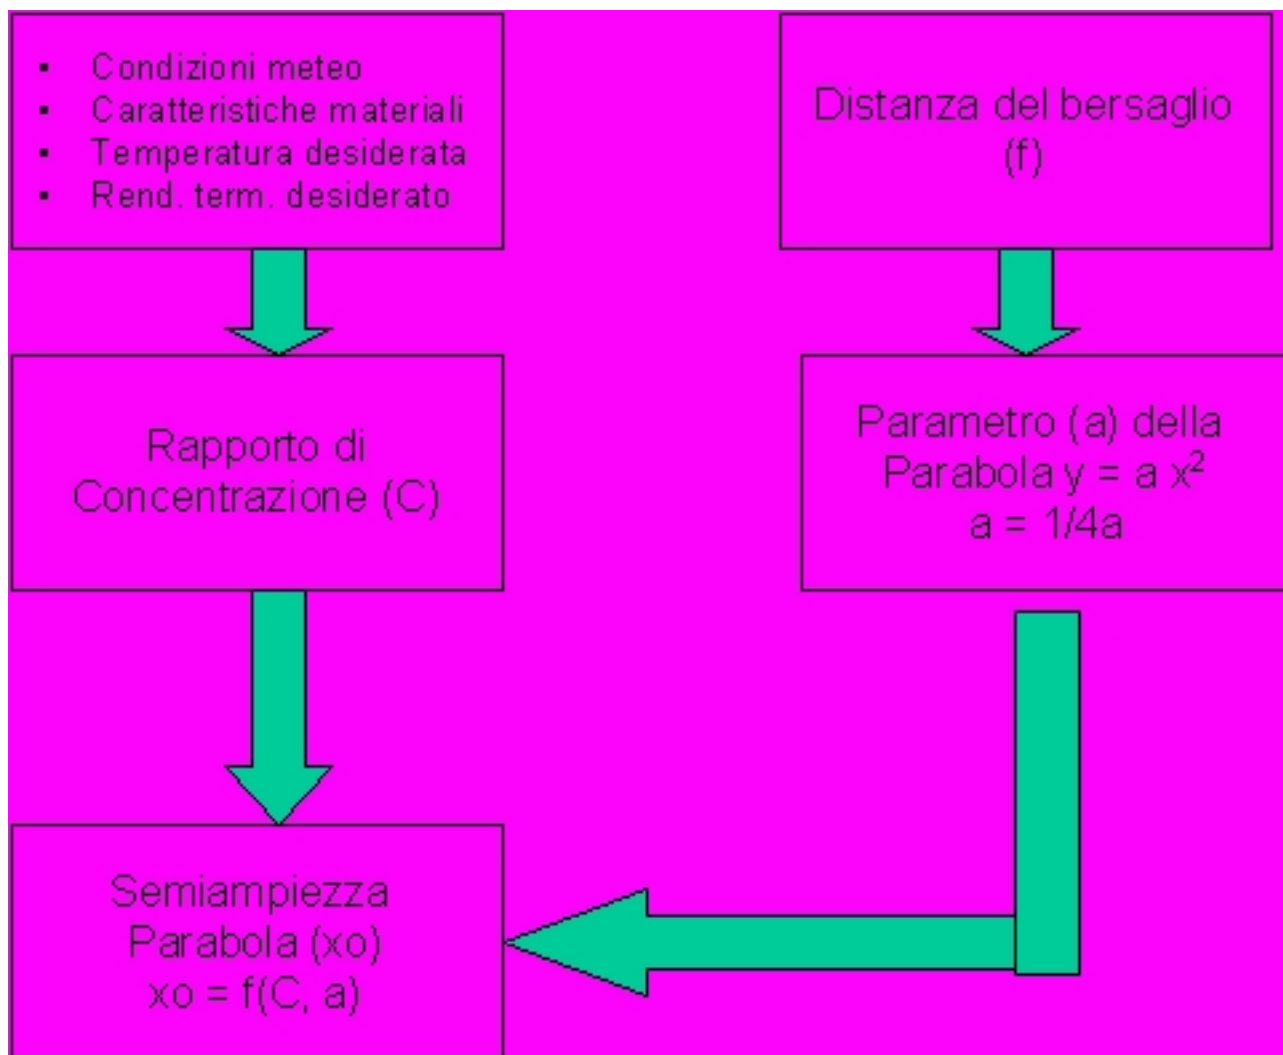 ▪ Condizioni meteo
▪ Caratteristiche materiali
▪ Temperatura desiderata
▪ Rend. term. desiderato
Distanza del bersaglio
(f)
Rapporto di
Concentrazione (C)
Parametro (a) della
Parabola y = a x²
a = 1/4a
Semiampiezza
Parabola (xo)
xo = f(C, a)